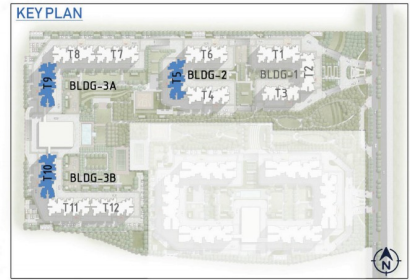 KEY PLAN
T8 T7
T6
T1
T9
BLDG-3A
T5
BLDG-2
BLDG-1
T2
T4
T3
T10
BLDG-3B
T11
T12
N